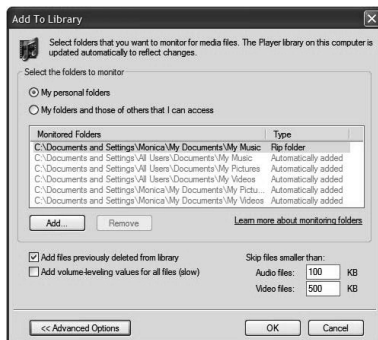 Add To Library
Select folders that you want to monitor for media files. The Player library on this computer is
updated automatically to reflect changes.
Select the folders to monitor
My personal folders
My folders and those of others that I can access
Monitored Folders Type
C:\Documents and Settings\Monica\My Documents\My Music Rip folder
C:\Documents and Settings\All Users\Documents\My Music Automatically added
C:\Documents and Settings\All Users\Documents\My Pictures Automatically added
C:\Documents and Settings\All Users\Documents\My Videos Automatically added
C:\Documents and Settings\Monica\My Documents\My Pictu... Automatically added
C:\Documents and Settings\Monica\My Documents\My Videos Automatically added
Add... Remove Learn more about monitoring folders
Add files previously deleted from library Skip files smaller than:
Add volume-leveling values for all files (slow) Audio files: 100 KB
Video files: 500 KB
<< Advanced Options OK Cancel